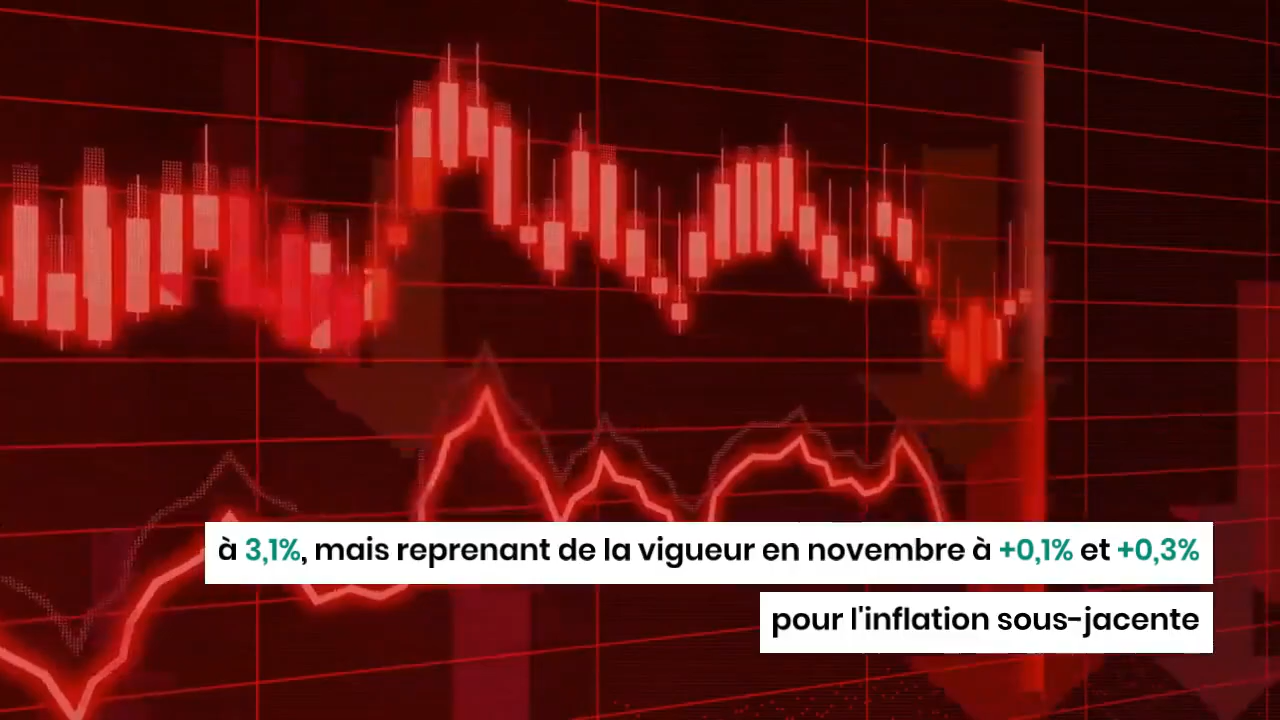 à 3,1%, mais reprenant de la vigueur en novembre à +0,1% et +0,3%
pour l'inflation sous-jacente